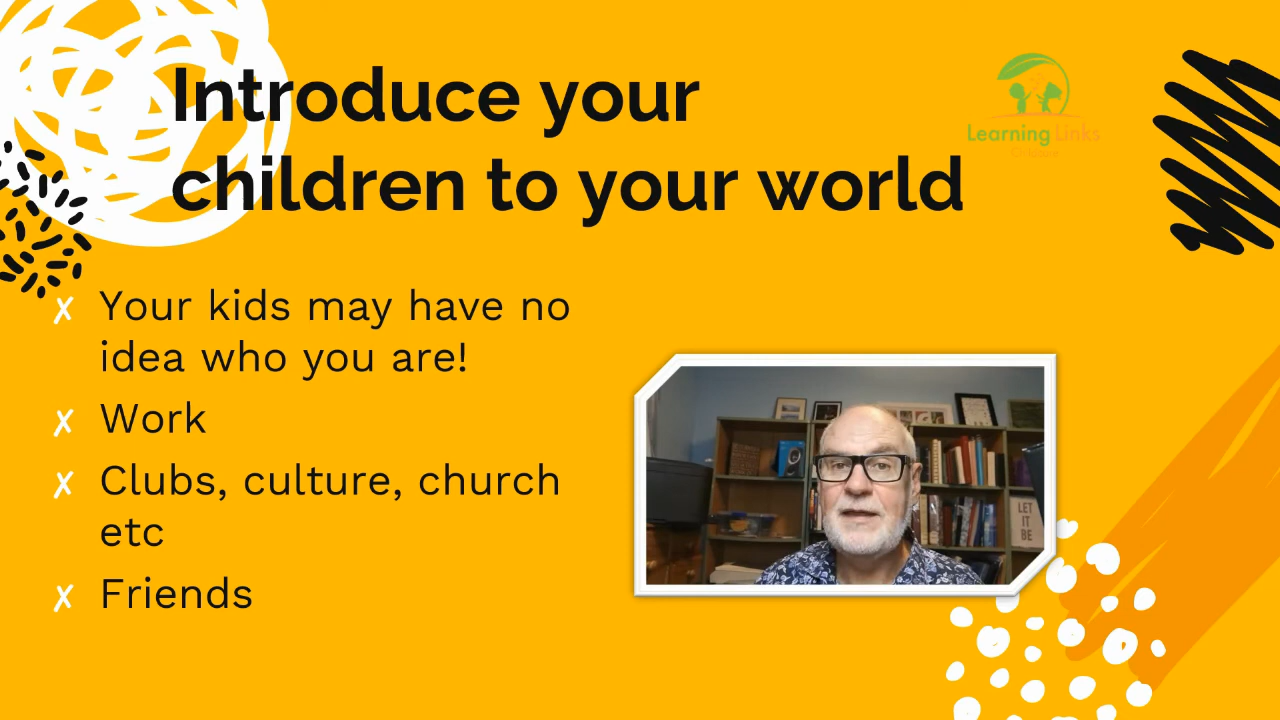 Introduce your
children to your world
Learning Links
Your kids may have no
idea who you are!
Work
Clubs, culture, church
etc
Friends
LET
IT
BE